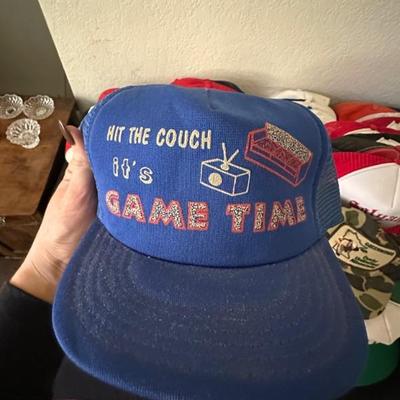 HIT THE COUCH
it's
GAME TIME